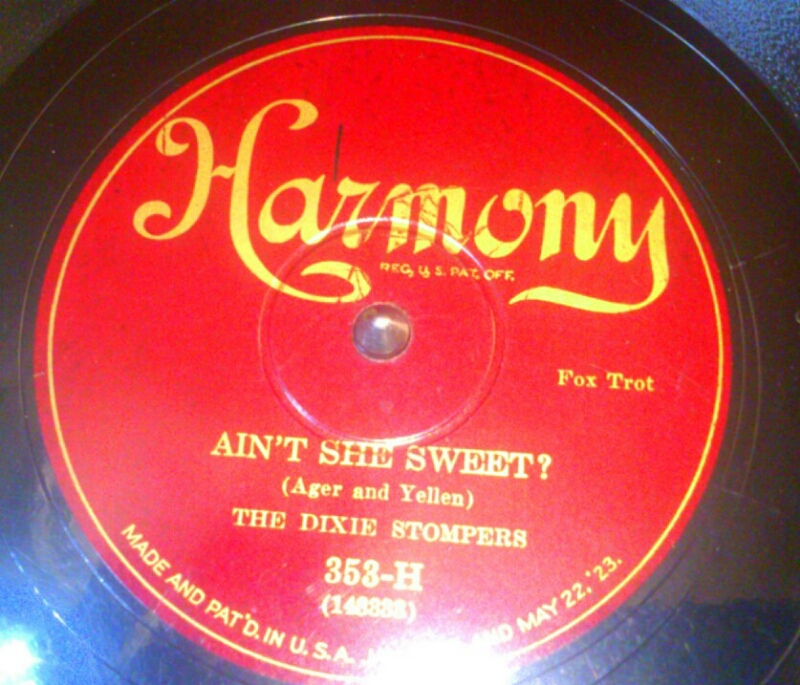 Harmony
REG. U. S. PAT. OFF.
Fox Trot
AIN'T SHE SWEET?
(Ager and Yellen)
THE DIXIE STOMPERS
353-H
MADE AND PAT'D. IN U. S. A. AND MAY 22, '23.